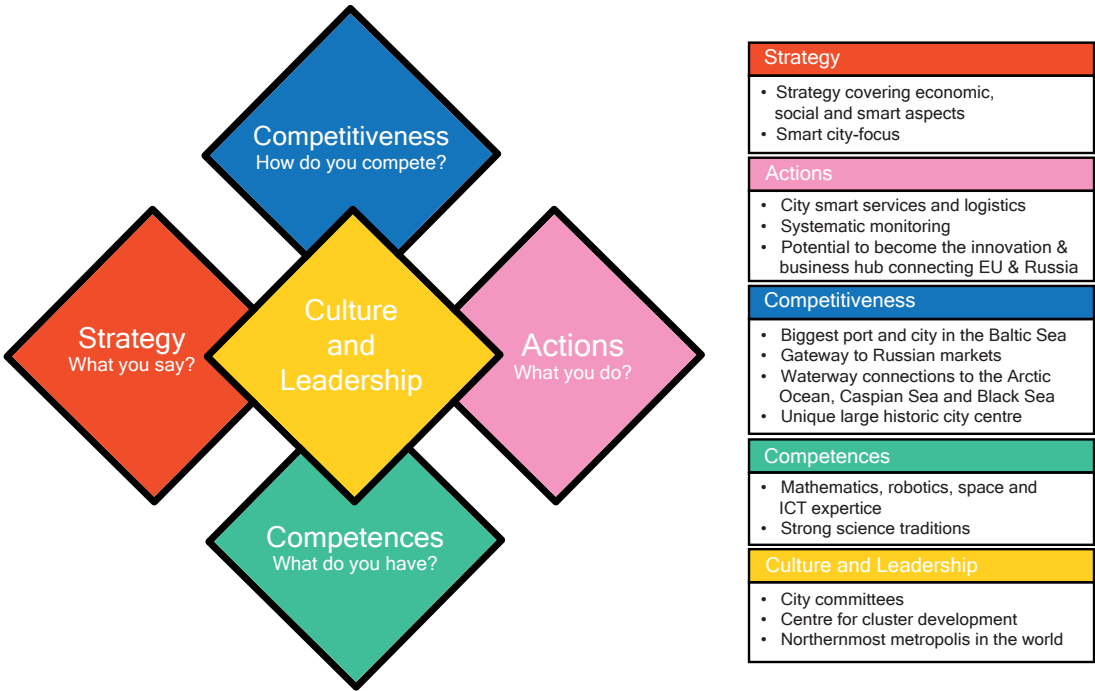 Competitiveness
How do you compete?
Strategy
What you say?
Culture
and
Leadership
Actions
What you do?
Competences
What do you have?
Strategy
• Strategy covering economic,
social and smart aspects
• Smart city-focus
Actions
• City smart services and logistics
• Systematic monitoring
• Potential to become the innovation &
business hub connecting EU & Russia
Competitiveness
• Biggest port and city in the Baltic Sea
• Gateway to Russian markets
• Waterway connections to the Arctic
Ocean, Caspian Sea and Black Sea
• Unique large historic city centre
Competences
• Mathematics, robotics, space and
ICT expertice
• Strong science traditions
Culture and Leadership
• City committees
• Centre for cluster development
• Northernmost metropolis in the world